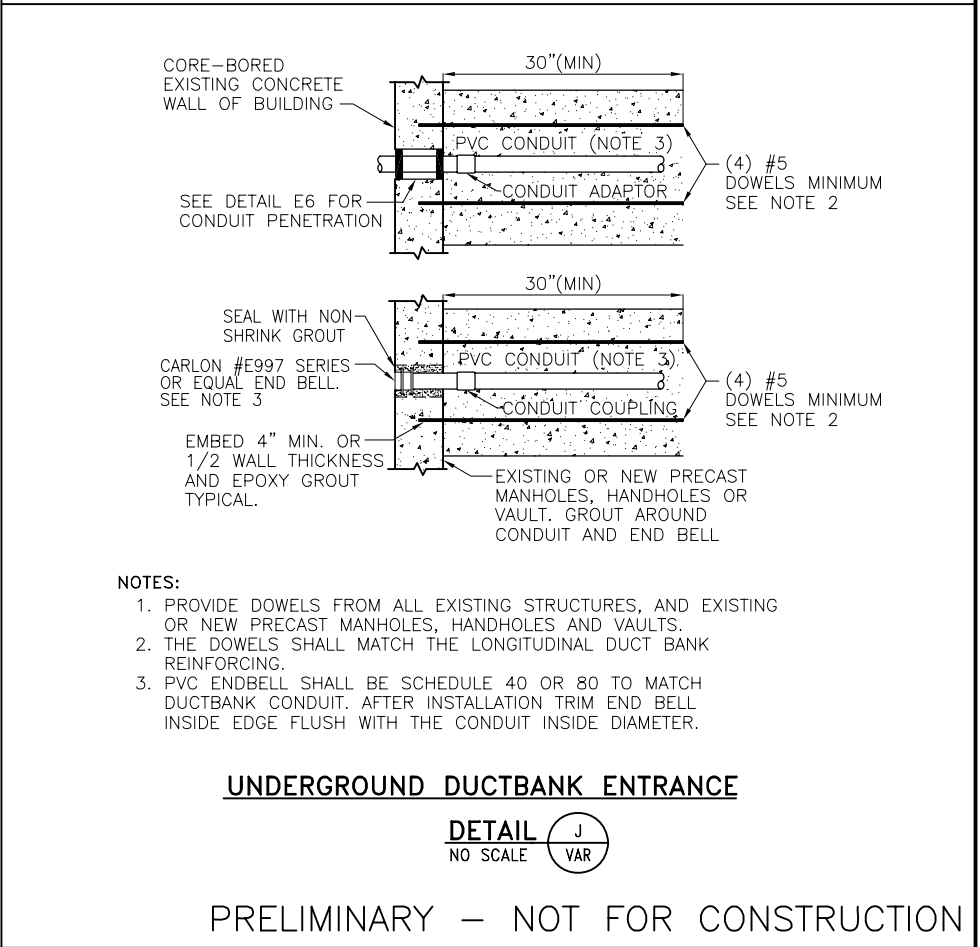 CORE-BORED
EXISTING CONCRETE
WALL OF BUILDING
30"(MIN)
PVC CONDUIT (NOTE 3)
CONDUIT ADAPTOR
(4) #5
DOWELS MINIMUM
SEE NOTE 2
SEE DETAIL E6 FOR
CONDUIT PENETRATION
30"(MIN)
SEAL WITH NON
SHRINK GROUT
CARLON #E997 SERIES
OR EQUAL END BELL.
SEE NOTE 3
PVC CONDUIT (NOTE 3)
CONDUIT COUPLING
(4) #5
DOWELS MINIMUM
SEE NOTE 2
EMBED 4" MIN. OR
1/2 WALL THICKNESS
AND EPOXY GROUT
TYPICAL.
EXISTING OR NEW PRECAST
MANHOLES, HANDHOLES OR
VAULT. GROUT AROUND
CONDUIT AND END BELL
NOTES:
1. PROVIDE DOWELS FROM ALL EXISTING STRUCTURES, AND EXISTING
OR NEW PRECAST MANHOLES, HANDHOLES AND VAULTS.
2. THE DOWELS SHALL MATCH THE LONGITUDINAL DUCT BANK
REINFORCING.
3. PVC ENDBELL SHALL BE SCHEDULE 40 OR 80 TO MATCH
DUCTBANK CONDUIT. AFTER INSTALLATION TRIM END BELL
INSIDE EDGE FLUSH WITH THE CONDUIT INSIDE DIAMETER.
UNDERGROUND DUCTBANK ENTRANCE
DETAIL J
NO SCALE VAR
PRELIMINARY - NOT FOR CONSTRUCTION